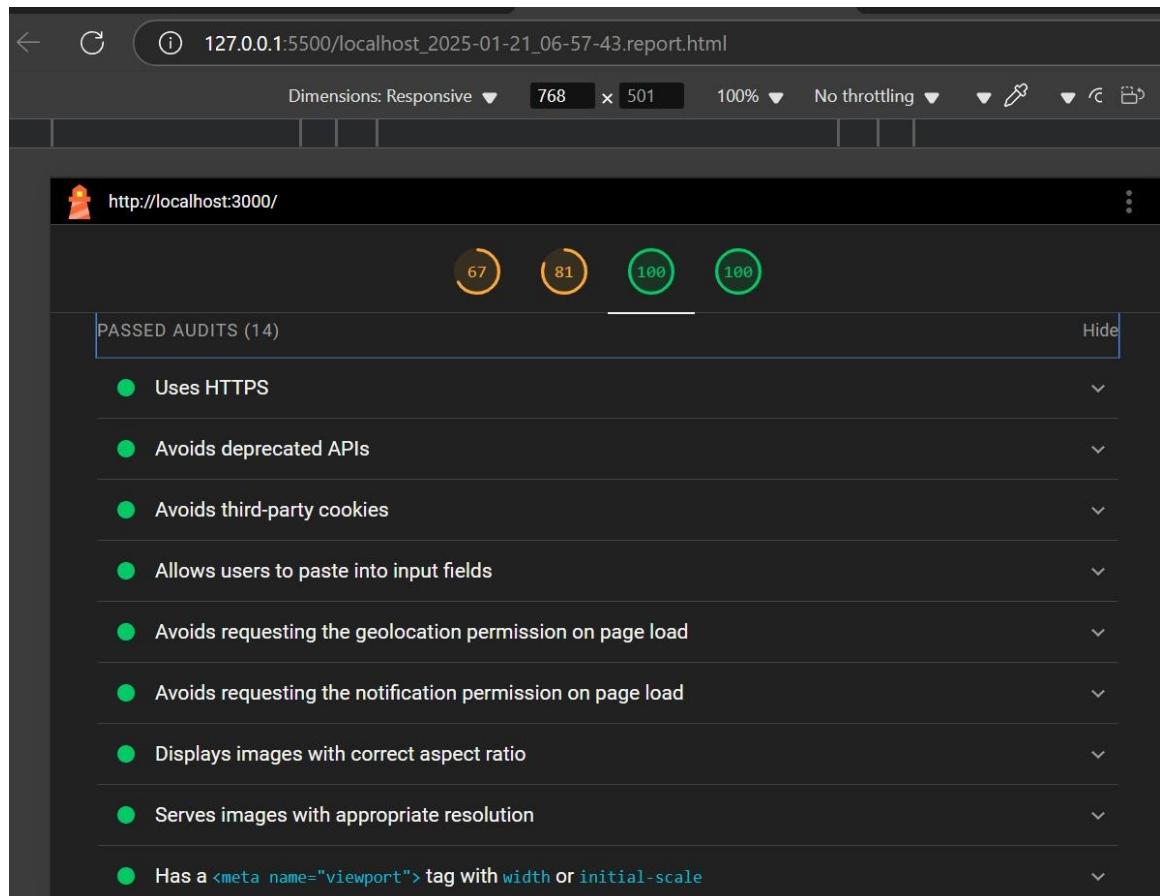 127.0.0.1:5500/localhost_2025-01-21_06-57-43.report.html
Dimensions: Responsive 768 × 501 100% No throttling
http://localhost:3000/
67 81 100 100
PASSED AUDITS (14) Hide
Uses HTTPS
Avoids deprecated APIs
Avoids third-party cookies
Allows users to paste into input fields
Avoids requesting the geolocation permission on page load
Avoids requesting the notification permission on page load
Displays images with correct aspect ratio
Serves images with appropriate resolution
Has a <meta name="viewport"> tag with width or initial-scale